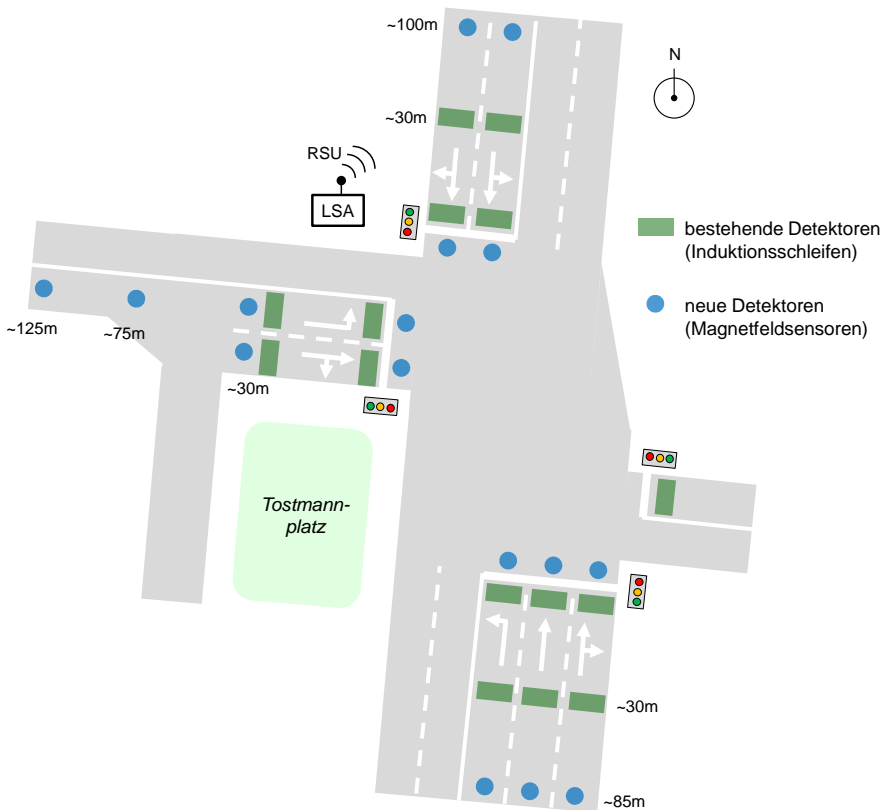 ~100m
N
~30m
RSU
LSA
bestehende Detektoren
(Induktionsschleifen)
neue Detektoren
(Magnetfeldsensoren)
~125m
~75m
~30m
Tostmann-
platz
~30m
~85m